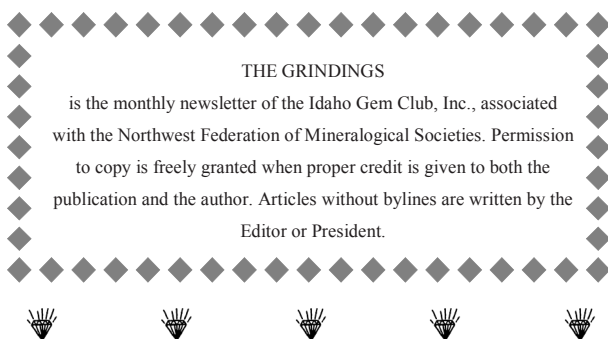 THE GRINDINGS
is the monthly newsletter of the Idaho Gem Club, Inc., associated
with the Northwest Federation of Mineralogical Societies. Permission
to copy is freely granted when proper credit is given to both the
publication and the author. Articles without bylines are written by the
Editor or President.